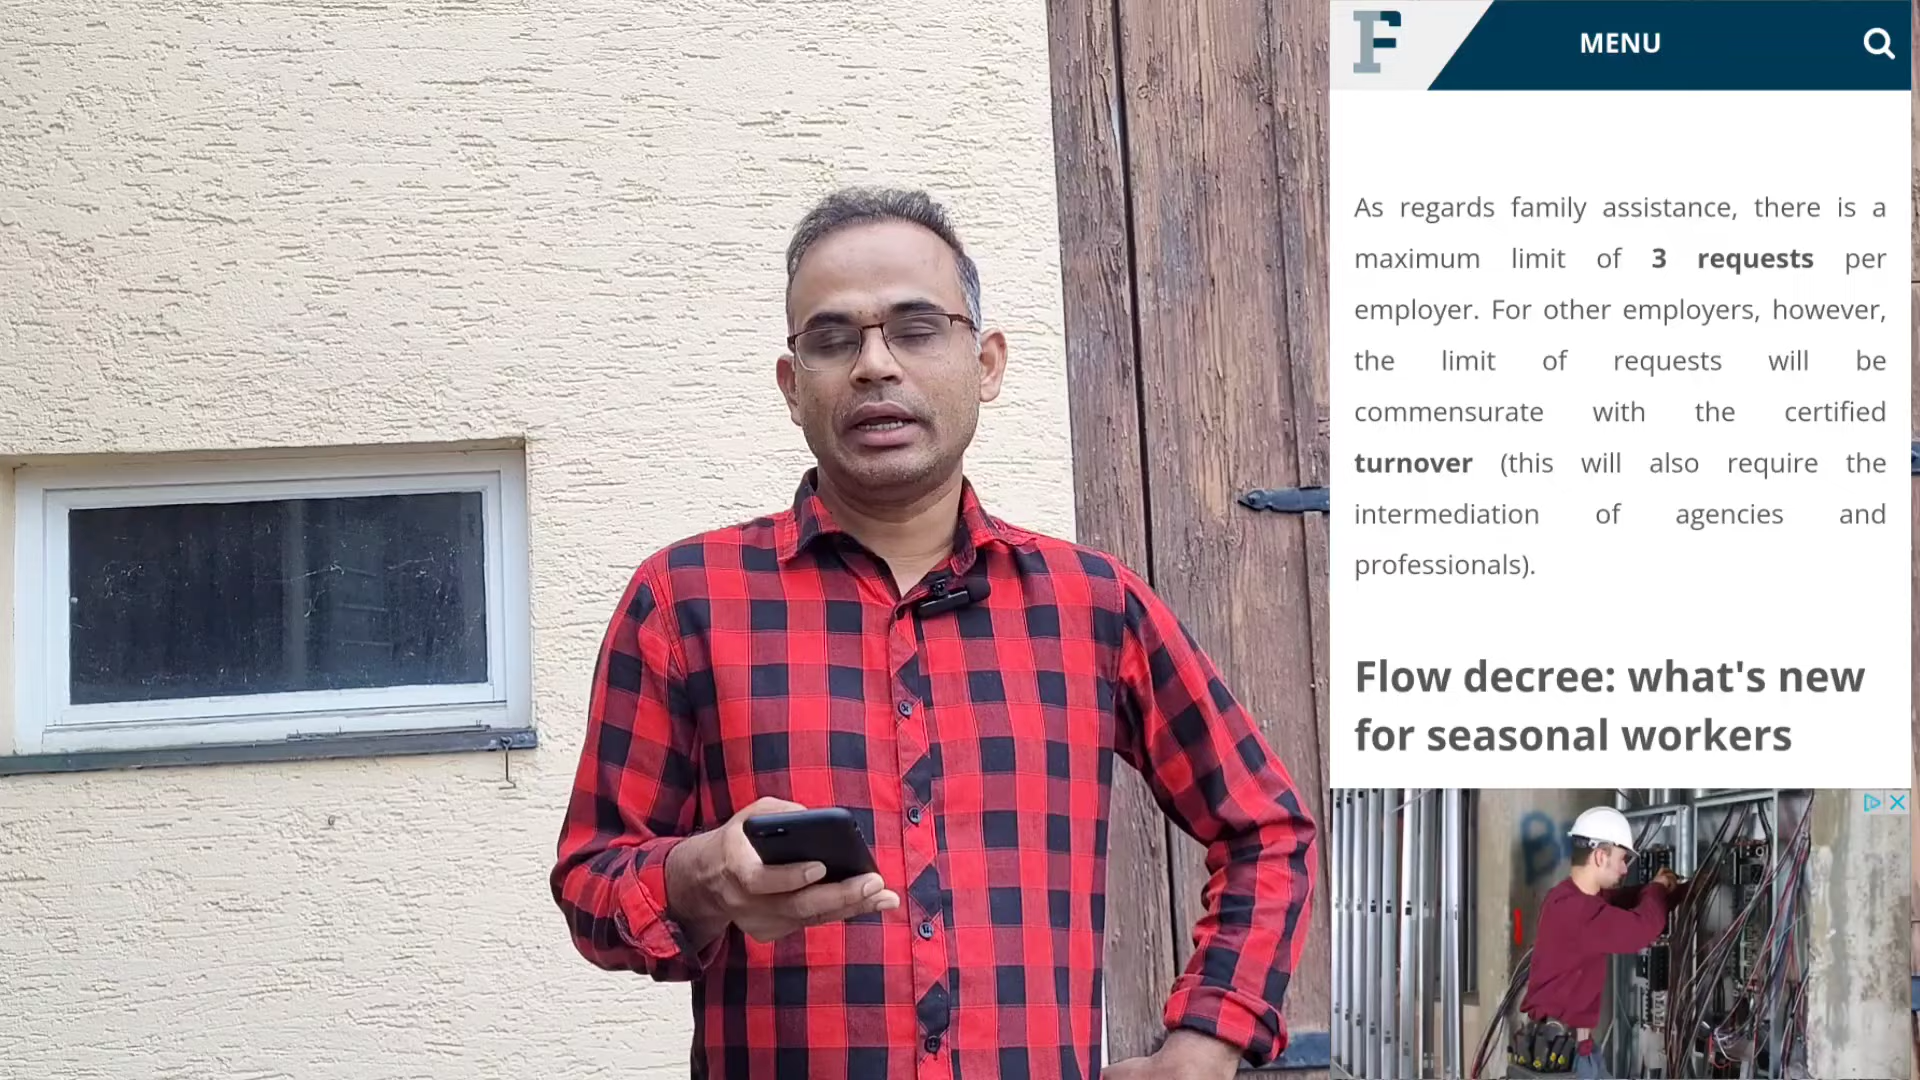 F
MENU
As regards family assistance, there is a
maximum limit of 3 requests per
employer. For other employers, however,
the limit of requests will be
commensurate with the certified
turnover (this will also require the
intermediation of agencies and
professionals).
Flow decree: what's new
for seasonal workers